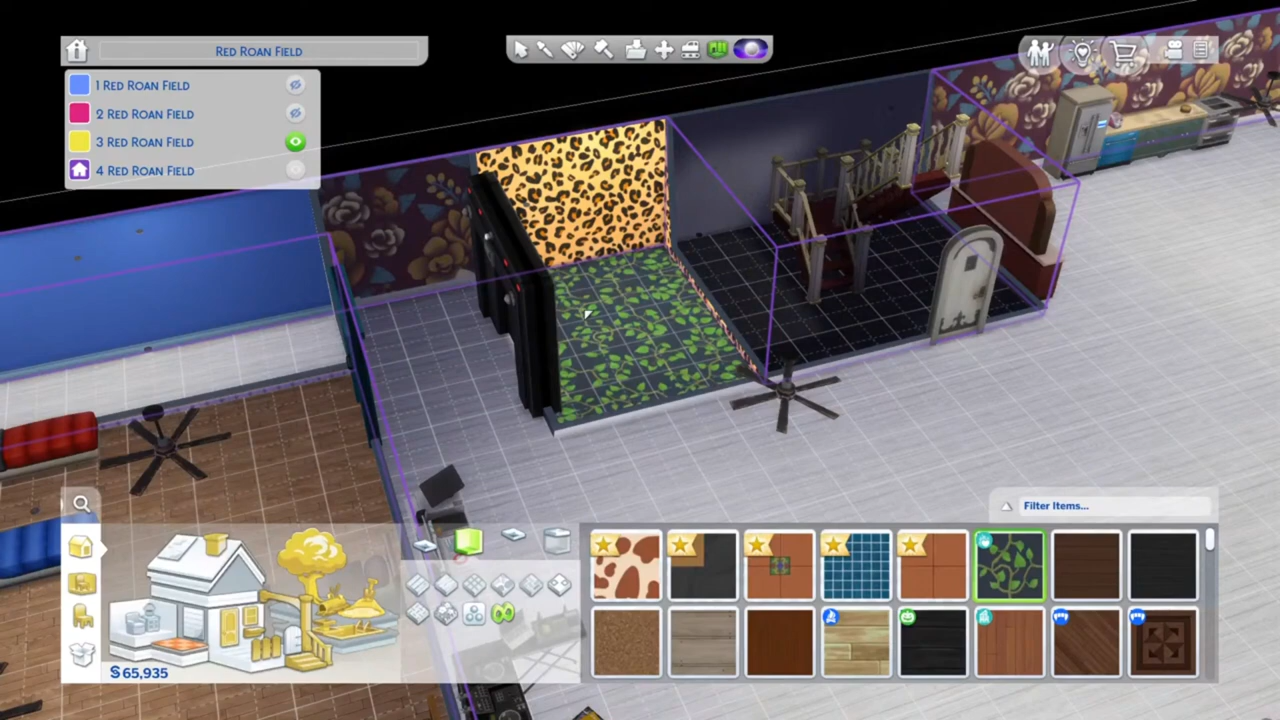 RED ROAN FIELD
1 RED ROAN FIELD
2 RED ROAN FIELD
3 RED ROAN FIELD
4 RED ROAN FIELD
Filter Items...
§65,935